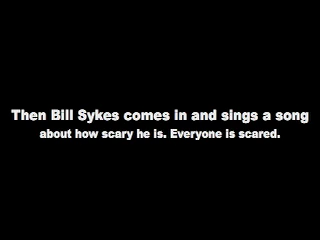 Then Bill Sykes comes in and sings a song
about how scary he is. Everyone is scared.